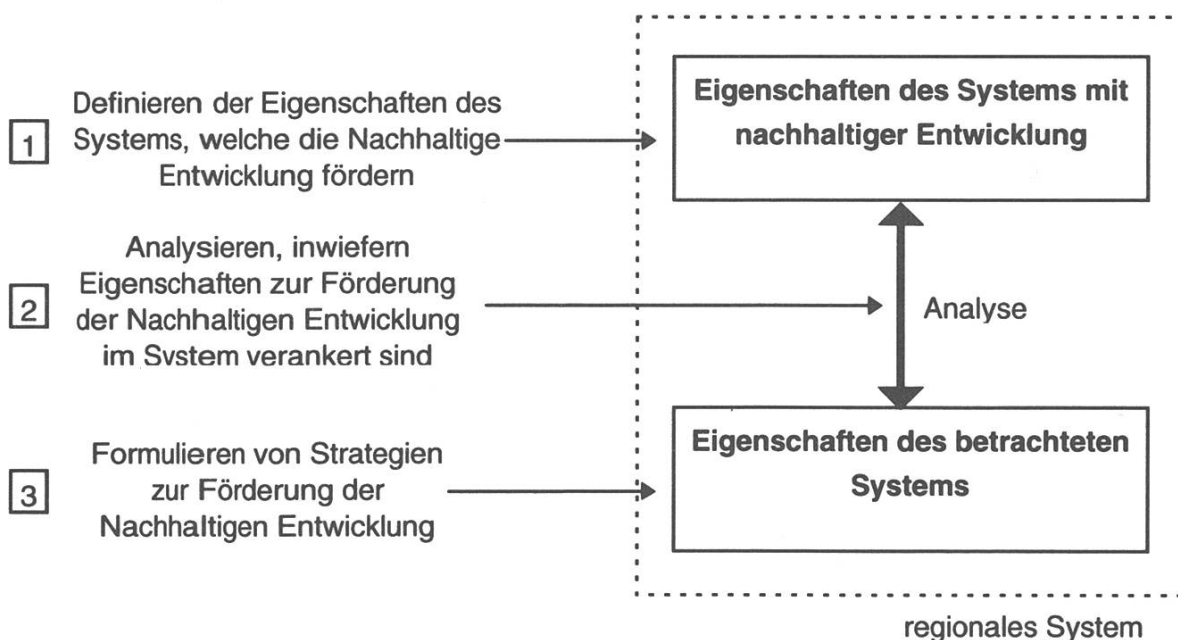 Definieren der Eigenschaften des
1 Systems, welche die Nachhaltige
Entwicklung fördern
Analysieren, inwiefern
Eigenschaften zur Förderung
2 der Nachhaltigen Entwicklung
im System verankert sind
Formulieren von Strategien
3 zur Förderung der
Nachhaltigen Entwicklung
Eigenschaften des Systems mit
nachhaltiger Entwicklung
Analyse
Eigenschaften des betrachteten
Systems
regionales System